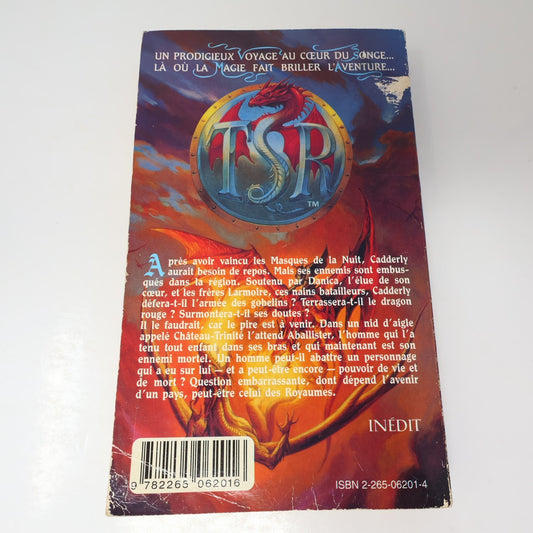 UN PRODIGIEUX VOYAGE AU CŒUR DU SONGE...
LÀ OÙ LA MAGIE FAIT BRILLER L'AVENTURE...
TSR
TM
Après avoir vaincu les Masques de la Nuit, Cadderly
aurait besoin de repos. Mais ses ennemis sont embus-
qués dans la région. Soutenu par Danica, l'élue de son
cœur, et les frères Larmoire, ces nains batailleurs, Cadderly
défera-t-il l'armée des gobelins ? Terrassera-t-il le dragon
rouge ? Surmontera-t-il ses doutes ?
Il le faudrait, car le pire est à venir. Dans un nid d'aigle
appelé Château-Trinité l'attend Aballister, l'homme qui l'a
tenu tout enfant dans ses bras et qui maintenant est son
ennemi mortel. Un homme peut-il abattre un personnage
qui a eu sur lui – et a peut-être encore – pouvoir de vie et
de mort ? Question embarrassante, dont dépend l'avenir
d'un pays, peut-être celui des Royaumes.
INÉDIT
9 782265 062016
ISBN 2-265-06201-4